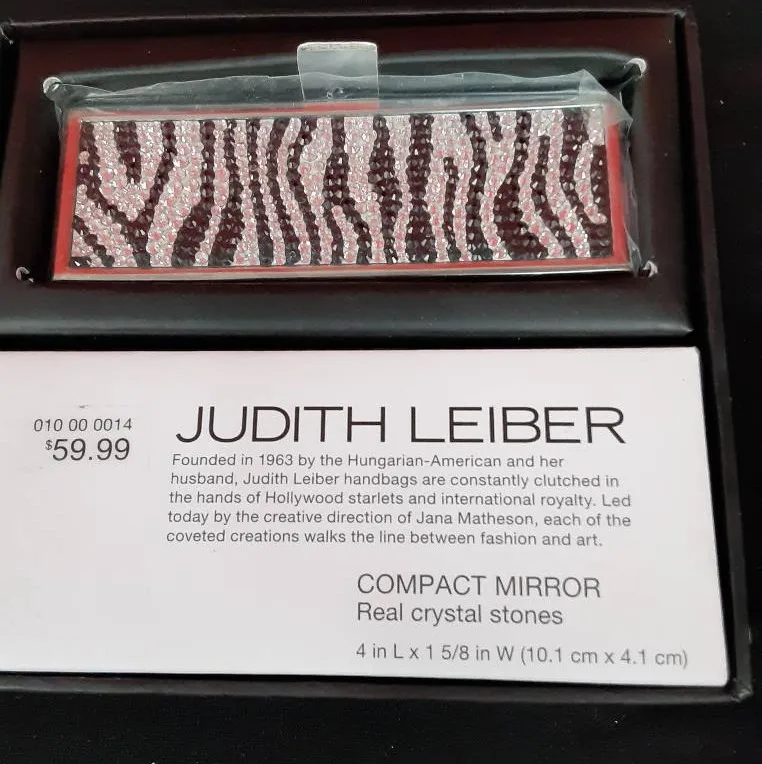 010 00 0014
$59.99
JUDITH LEIBER
Founded in 1963 by the Hungarian-American and her
husband, Judith Leiber handbags are constantly clutched in
the hands of Hollywood starlets and international royalty. Led
today by the creative direction of Jana Matheson, each of the
coveted creations walks the line between fashion and art.
COMPACT MIRROR
Real crystal stones
4 in L x 1 5/8 in W (10.1 cm x 4.1 cm)